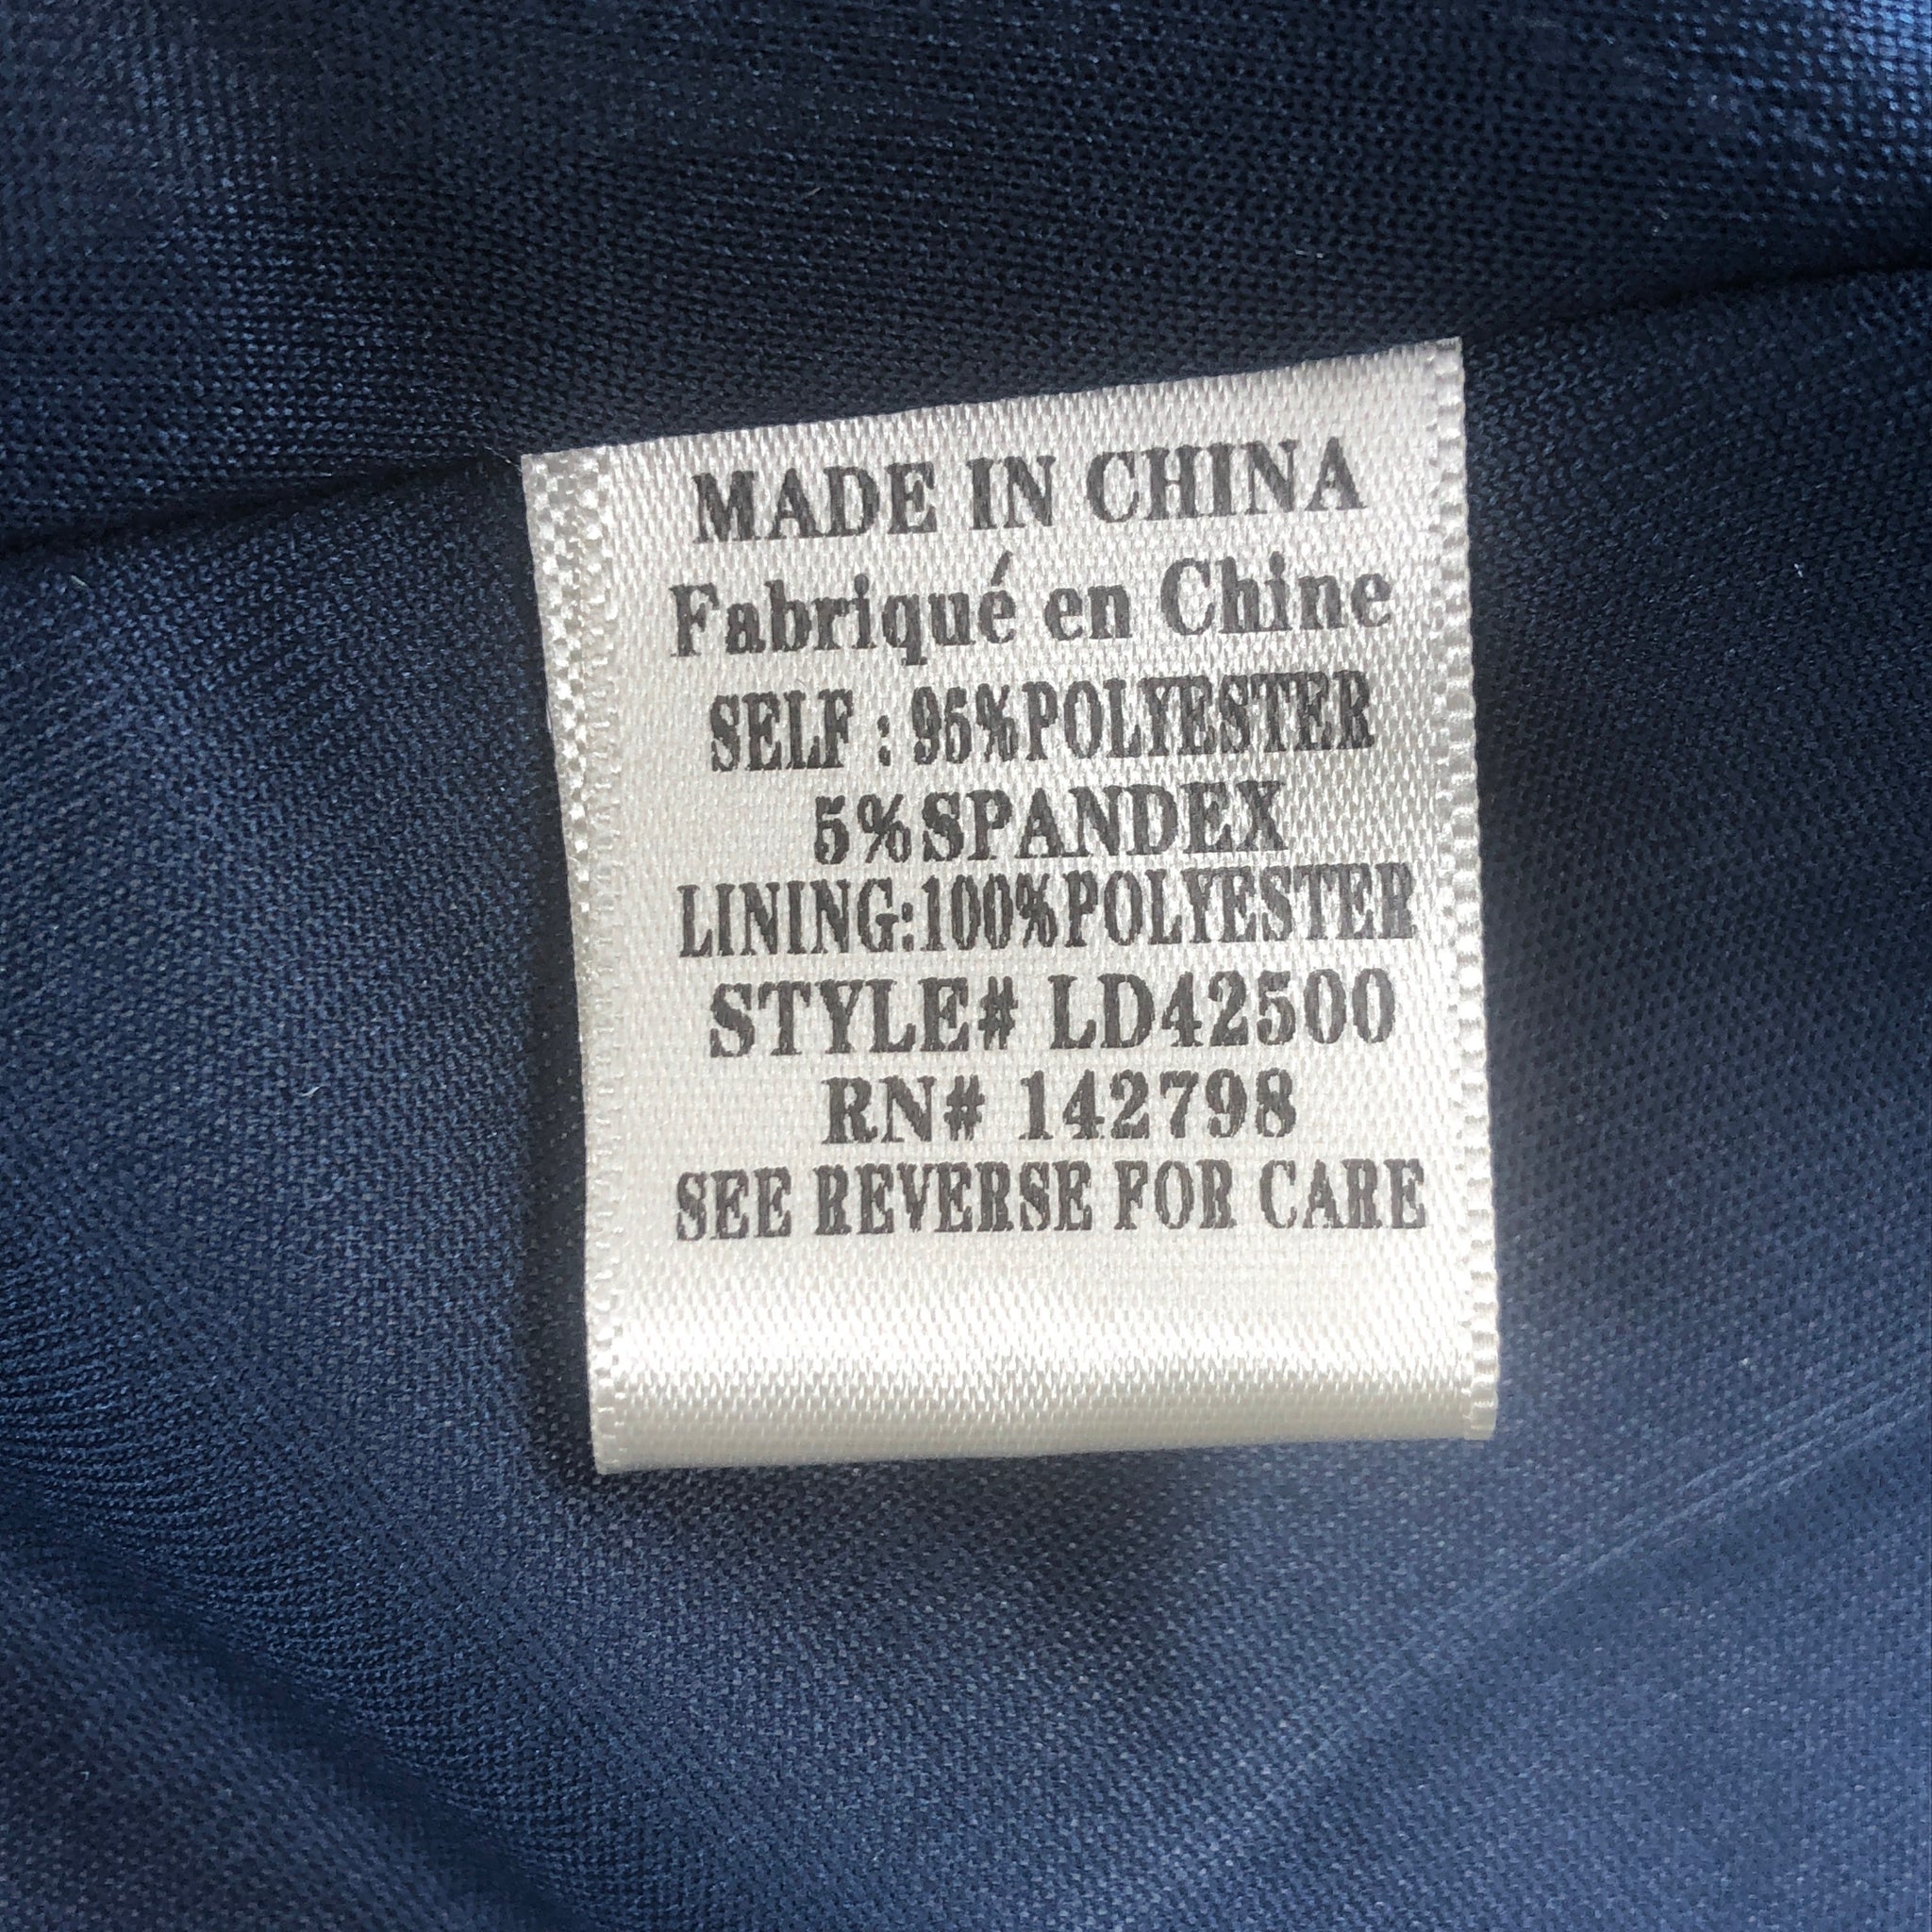 MADE IN CHINA
Fabriqué en Chine
SELF : 95%POLYESTER
5%SPANDEX
LINING:100%POLYESTER
STYLE# LD42500
RN# 142798
SEE REVERSE FOR CARE